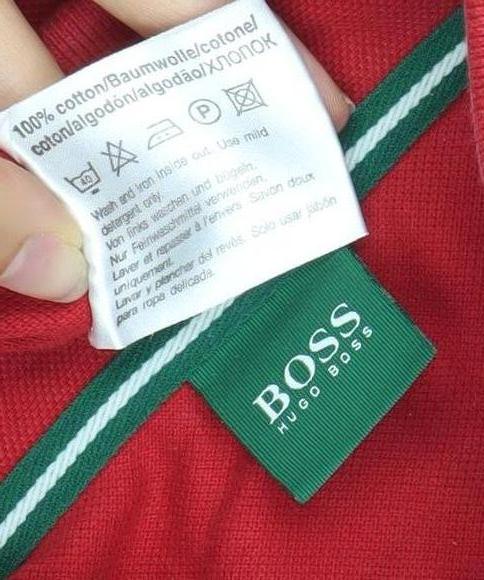 100% cotton/Baumwolle/cotone/
coton/algodón/algodão/ХЛОПОК
40
P
Wash and iron inside out. Use mild
detergent only
Von links waschen und bügeln.
Nur Feinwaschmittel verwenden.
Laver et repasser à l'envers. Savon doux
uniquement.
Lavar y planchar del revés. Solo usar jabón
para ropa delicada.
BOSS
HUGO BOSS